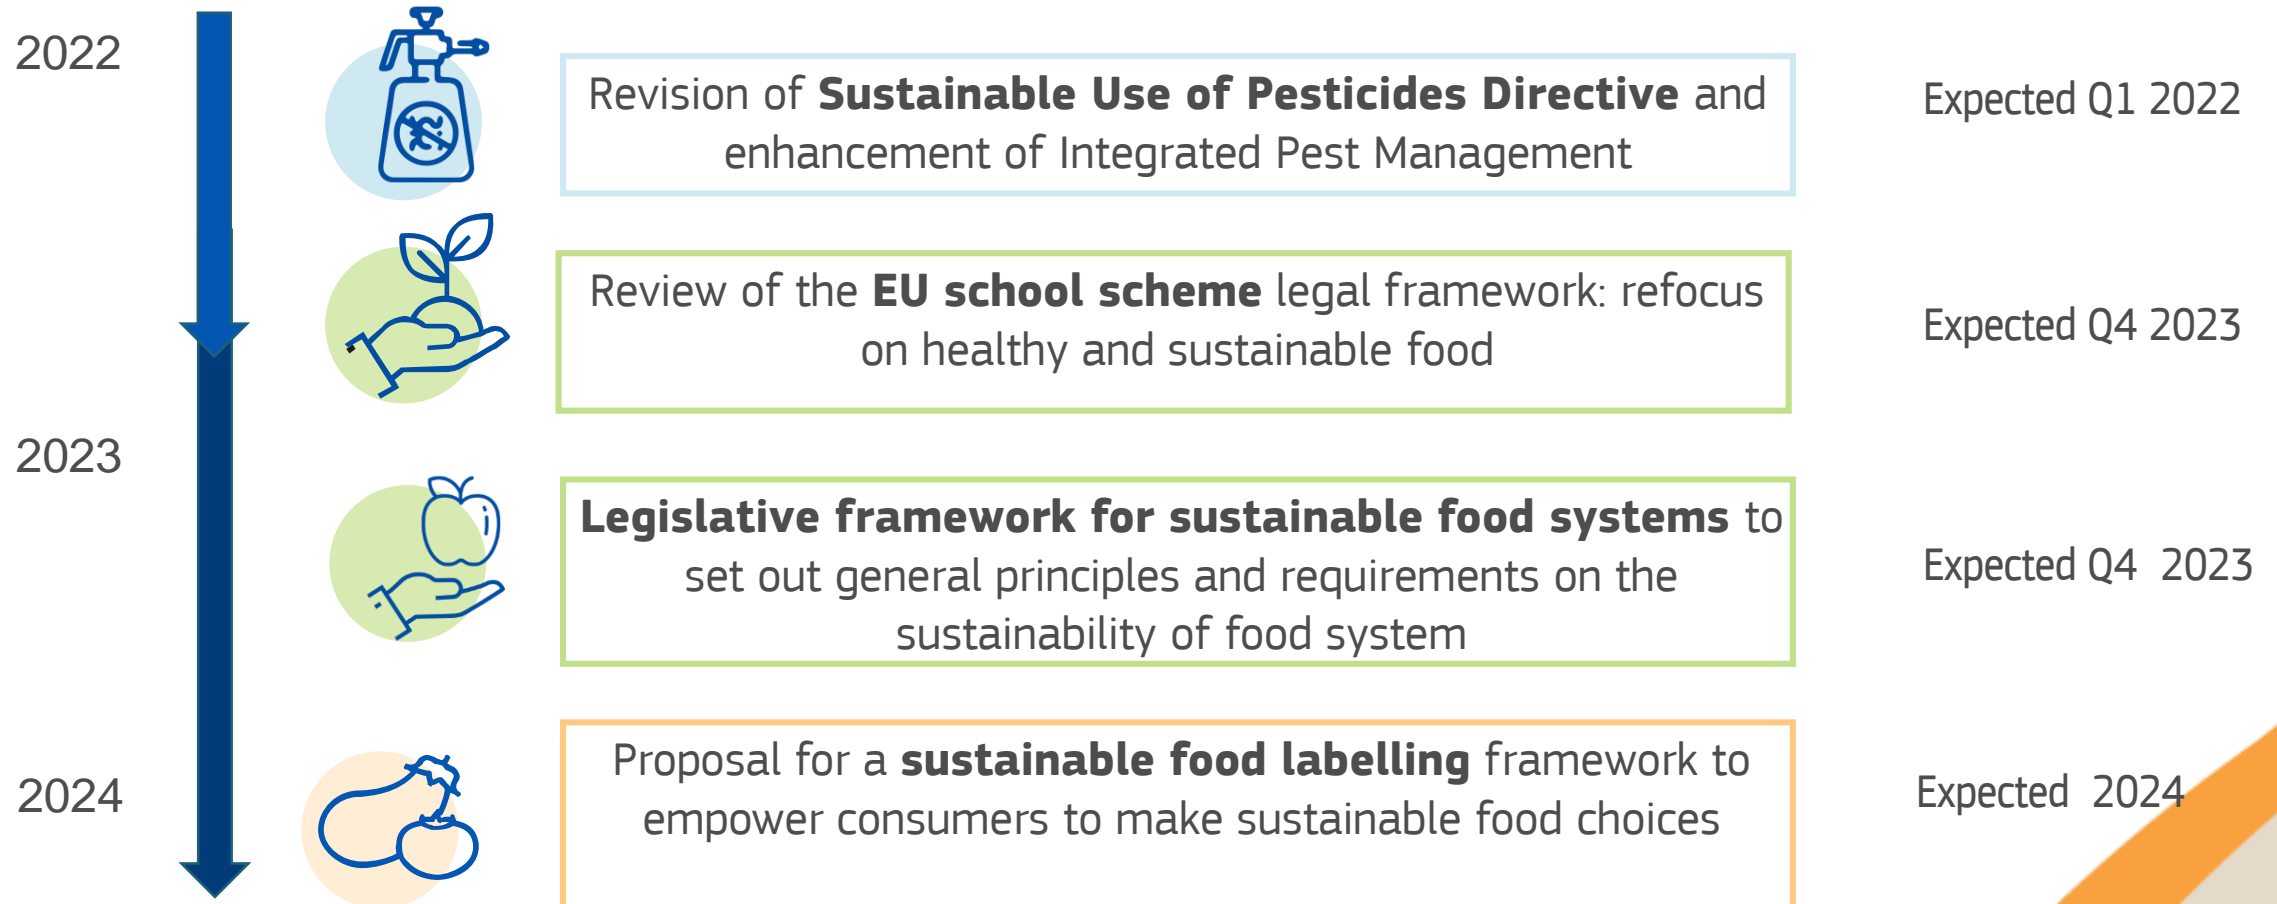 2022
Revision of Sustainable Use of Pesticides Directive and
enhancement of Integrated Pest Management
Expected Q1 2022
Review of the EU school scheme legal framework: refocus
on healthy and sustainable food
Expected Q4 2023
2023
Legislative framework for sustainable food systems to
set out general principles and requirements on the
sustainability of food system
Expected Q4 2023
2024
Proposal for a sustainable food labelling framework to
empower consumers to make sustainable food choices
Expected 2024